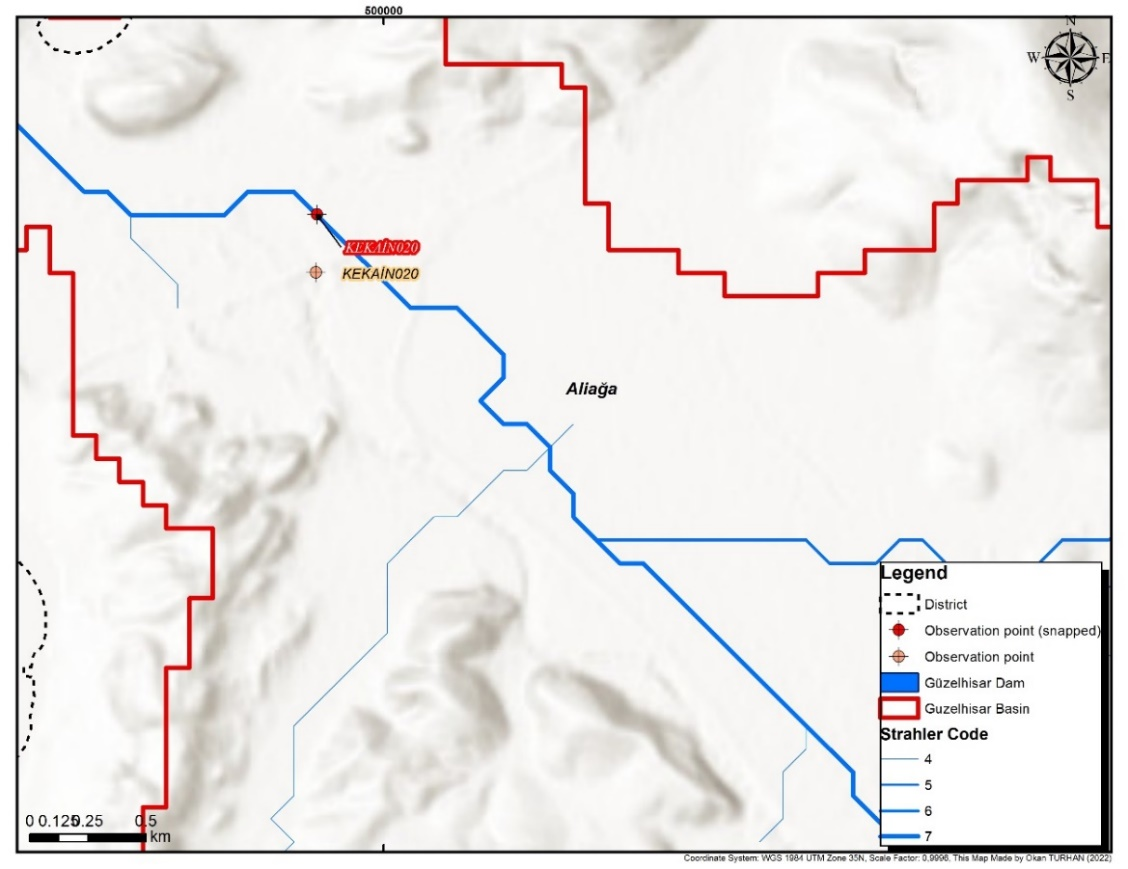 500000
N
W E
S
KEKAİN020
KEKAİN020
Aliağa
Legend
District
Observation point (snapped)
Observation point
Güzelhisar Dam
Guzelhisar Basin
Strahler Code
4
5
6
7
0 0.125 0.25 0.5
km
Coordinate System: WGS 1984 UTM Zone 35N, Scale Factor: 0,9996, This Map Made by Okan TURHAN (2022)